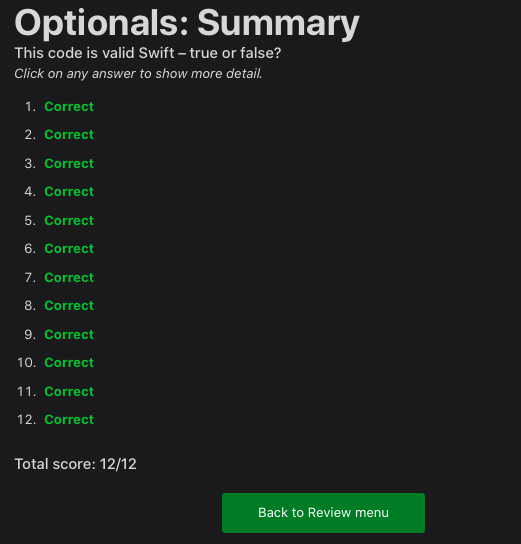 Optionals: Summary
This code is valid Swift – true or false?
Click on any answer to show more detail.
1. Correct
2. Correct
3. Correct
4. Correct
5. Correct
6. Correct
7. Correct
8. Correct
9. Correct
10. Correct
11. Correct
12. Correct
Total score: 12/12
Back to Review menu